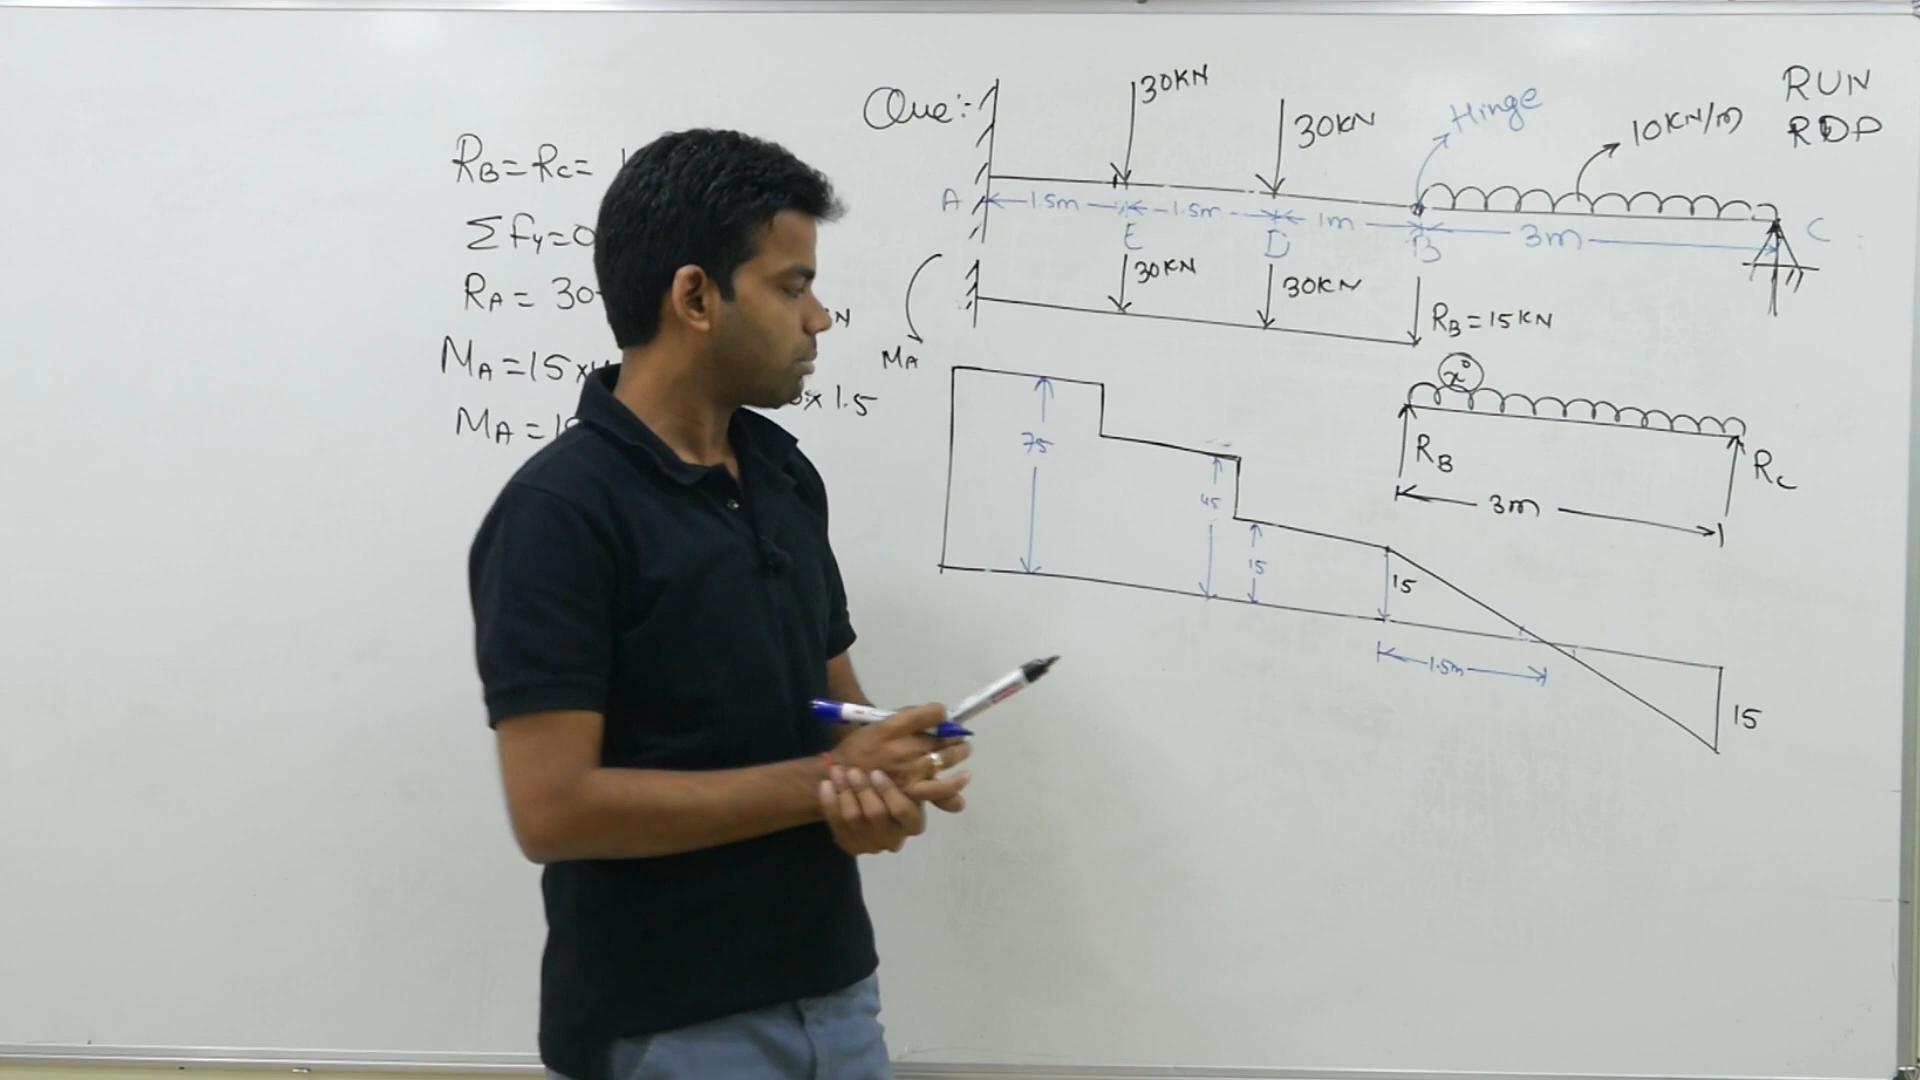 RB=RC=
Σfy=0
RA= 30
N
MA=15×
× 1.5
MA=1
Que:-
30KN
30KN
Hinge
10KN/m
RUN
RDP
A
1.5m
1.5m
1m
3m
C
E
D
B
MA
30KN
30KN
RB=15KN
x°
RB
RC
3m
75
45
15
15
1.5m
15